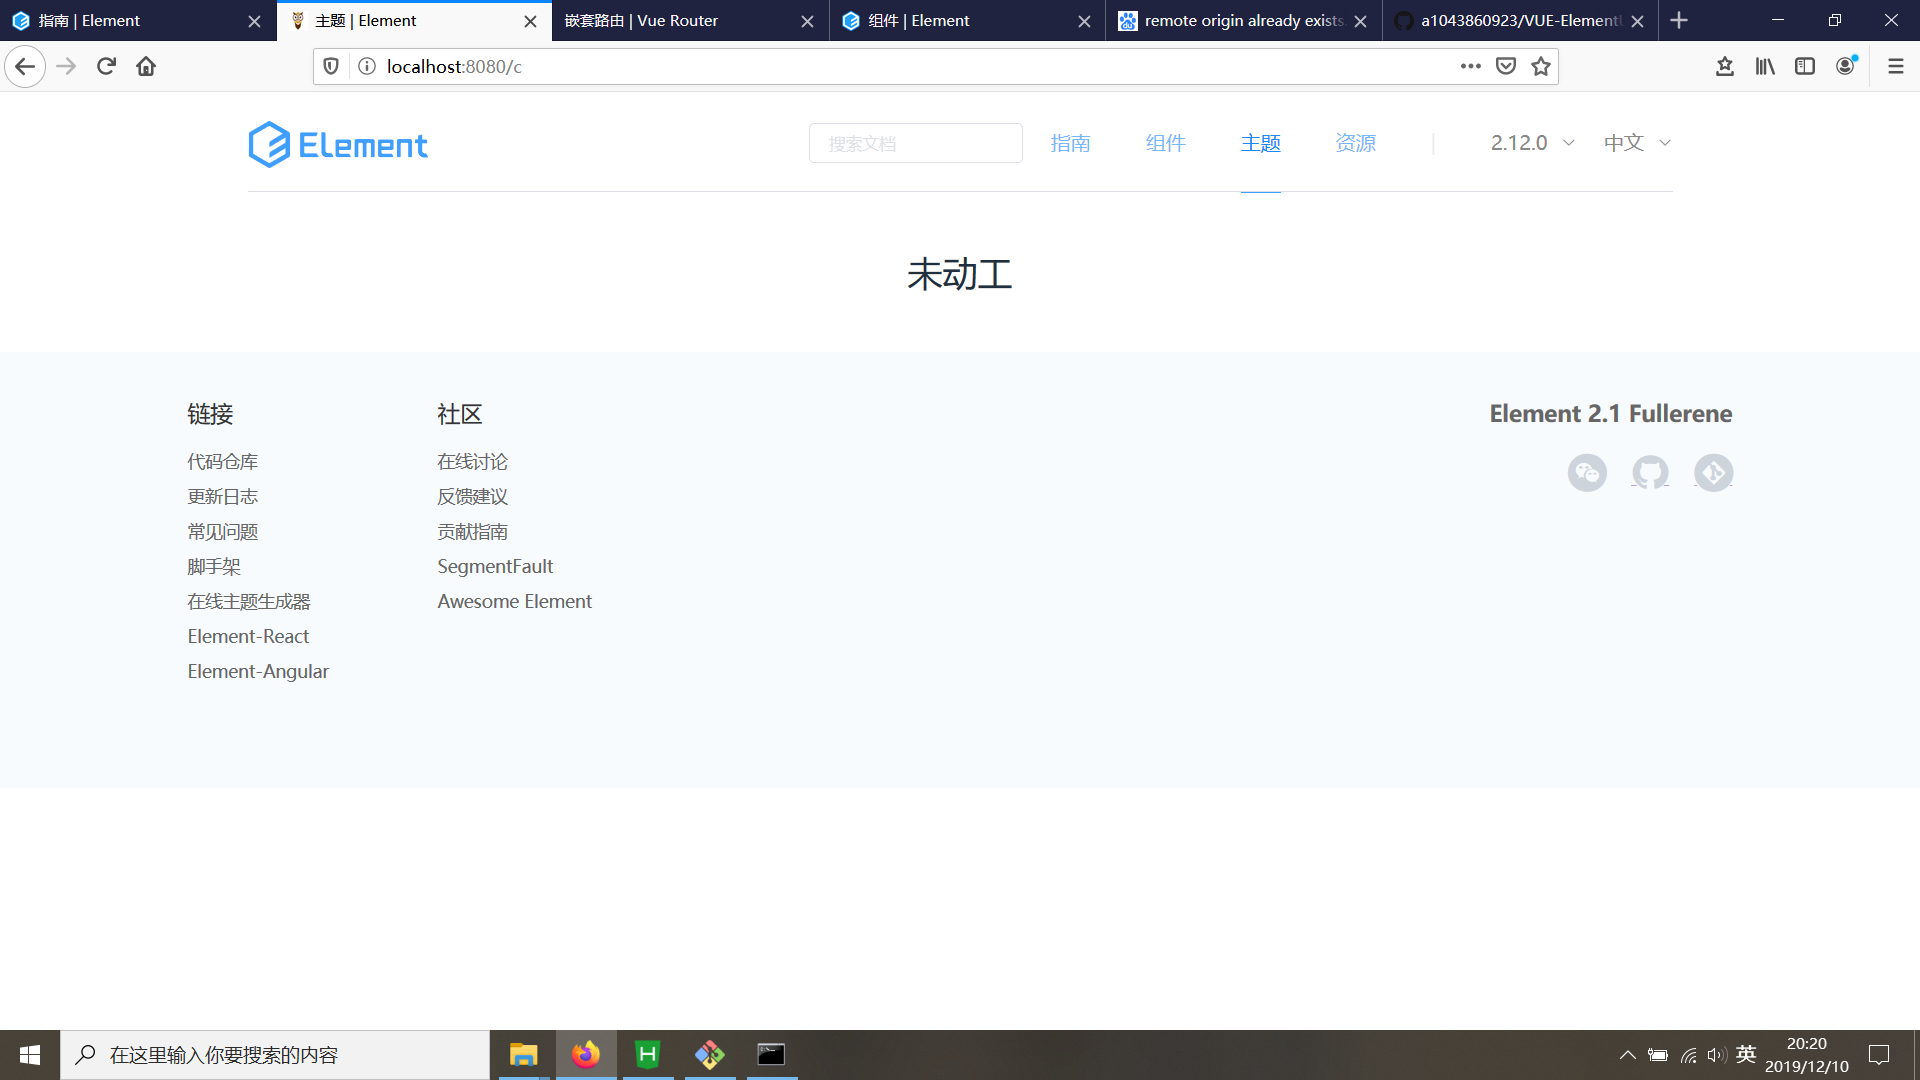 指南 | Element
主题 | Element
嵌套路由 | Vue Router
组件 | Element
remote origin already exists.
a1043860923/VUE-Element
localhost:8080/c
Element
搜索文档
指南
组件
主题
资源
2.12.0
中文
未动工
链接
代码仓库
更新日志
常见问题
脚手架
在线主题生成器
Element-React
Element-Angular
社区
在线讨论
反馈建议
贡献指南
SegmentFault
Awesome Element
Element 2.1 Fullerene
在这里输入你要搜索的内容
英
20:20
2019/12/10